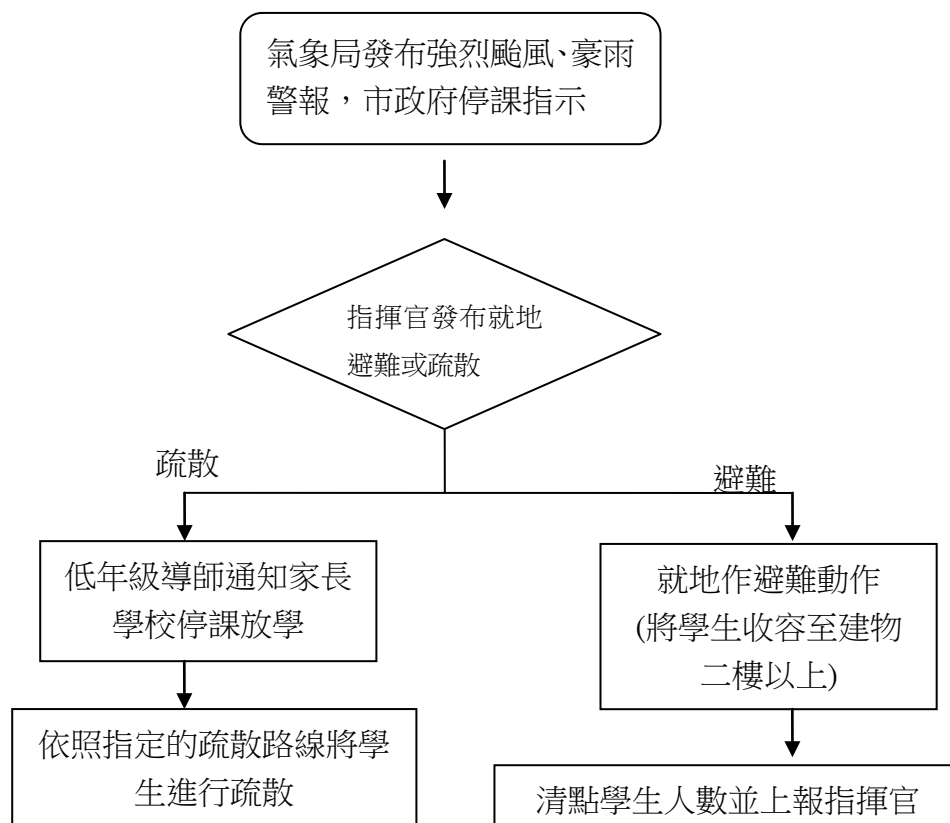 氣象局發布強烈颱風、豪雨
警報，市政府停課指示
指揮官發布就地
避難或疏散
疏散
避難
低年級導師通知家長
學校停課放學
就地作避難動作
(將學生收容至建物
二樓以上)
依照指定的疏散路線將學
生進行疏散
清點學生人數並上報指揮官